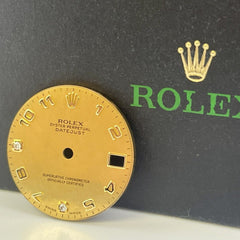 ROLEX
OYSTER PERPETUAL
DATEJUST
SUPERLATIVE CHRONOMETER
OFFICIALLY CERTIFIED
ROLEX